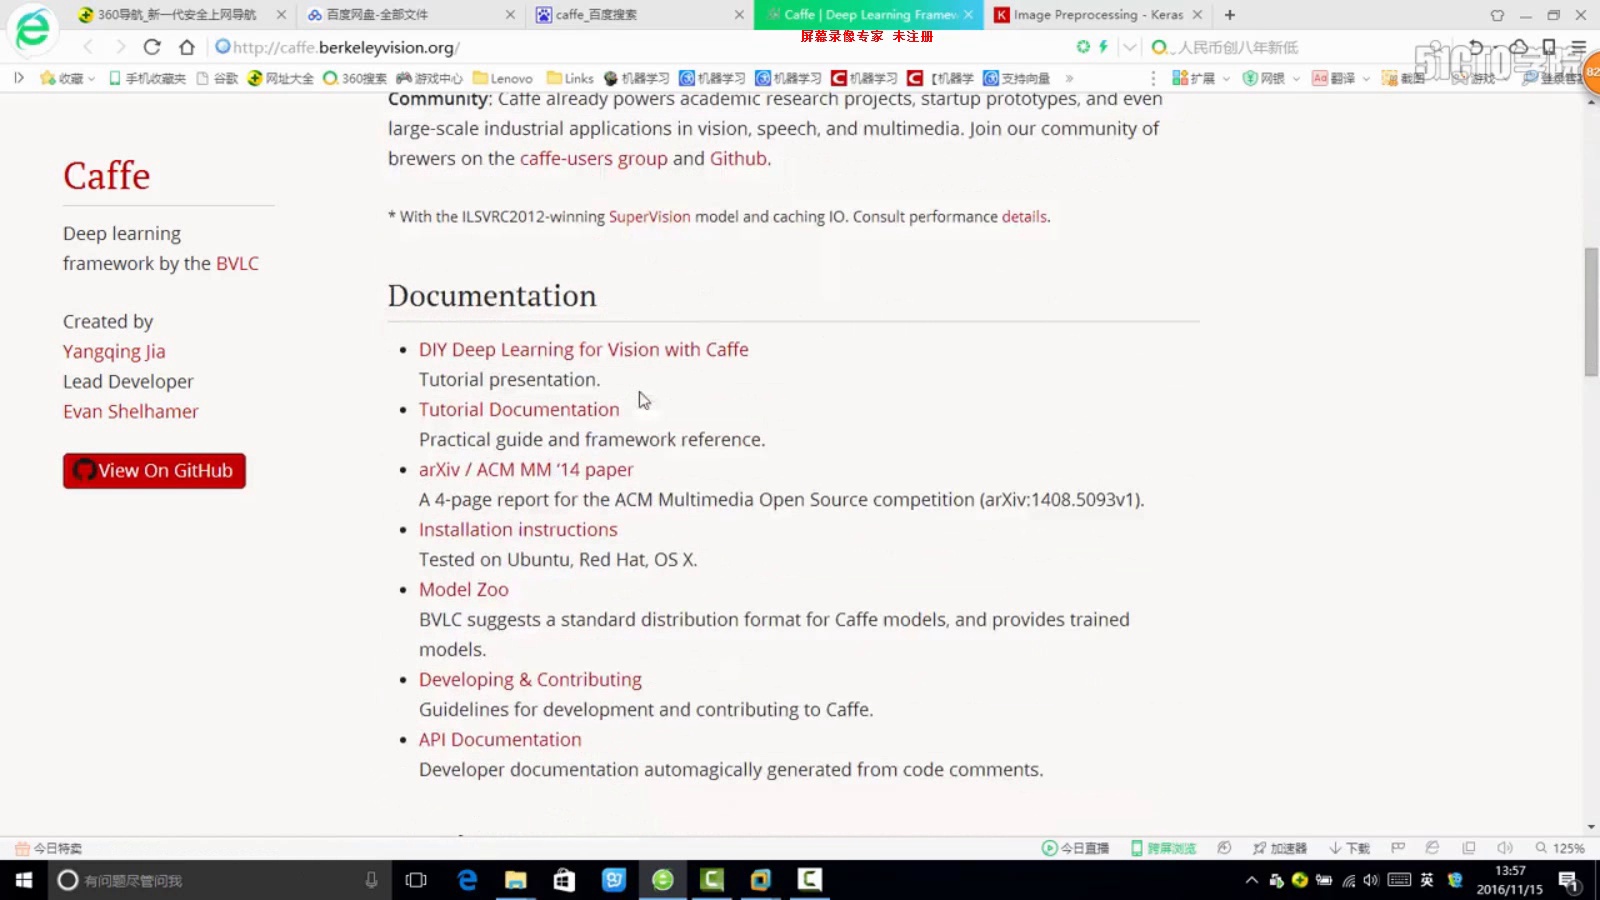 360导航_新一代安全上网导航
百度网盘-全部文件
caffe_百度搜索
Caffe | Deep Learning Framew
Image Preprocessing - Keras
屏幕录像专家 未注册
http://caffe.berkeleyvision.org/
人民币创八年新低
收藏
手机收藏夹
谷歌
网址大全
360搜索
游戏中心
Lenovo
Links
机器学习
机器学习
机器学习
机器学习
【机器学
支持向量
»
扩展
网银
翻译
截图
游戏
51CTO学院
82
Community: Caffe already powers academic research projects, startup prototypes, and even
large-scale industrial applications in vision, speech, and multimedia. Join our community of
brewers on the caffe-users group and Github.
* With the ILSVRC2012-winning SuperVision model and caching IO. Consult performance details.
Caffe
Deep learning
framework by the BVLC
Created by
Yangqing Jia
Lead Developer
Evan Shelhamer
View On GitHub
Documentation
• DIY Deep Learning for Vision with Caffe
Tutorial presentation.
• Tutorial Documentation
Practical guide and framework reference.
• arXiv / ACM MM ‘14 paper
A 4-page report for the ACM Multimedia Open Source competition (arXiv:1408.5093v1).
• Installation instructions
Tested on Ubuntu, Red Hat, OS X.
• Model Zoo
BVLC suggests a standard distribution format for Caffe models, and provides trained
models.
• Developing & Contributing
Guidelines for development and contributing to Caffe.
• API Documentation
Developer documentation automagically generated from code comments.
今日特卖
今日直播
跨屏浏览
加速器
下载
125%
有问题尽管问我
英
13:57
2016/11/15
1